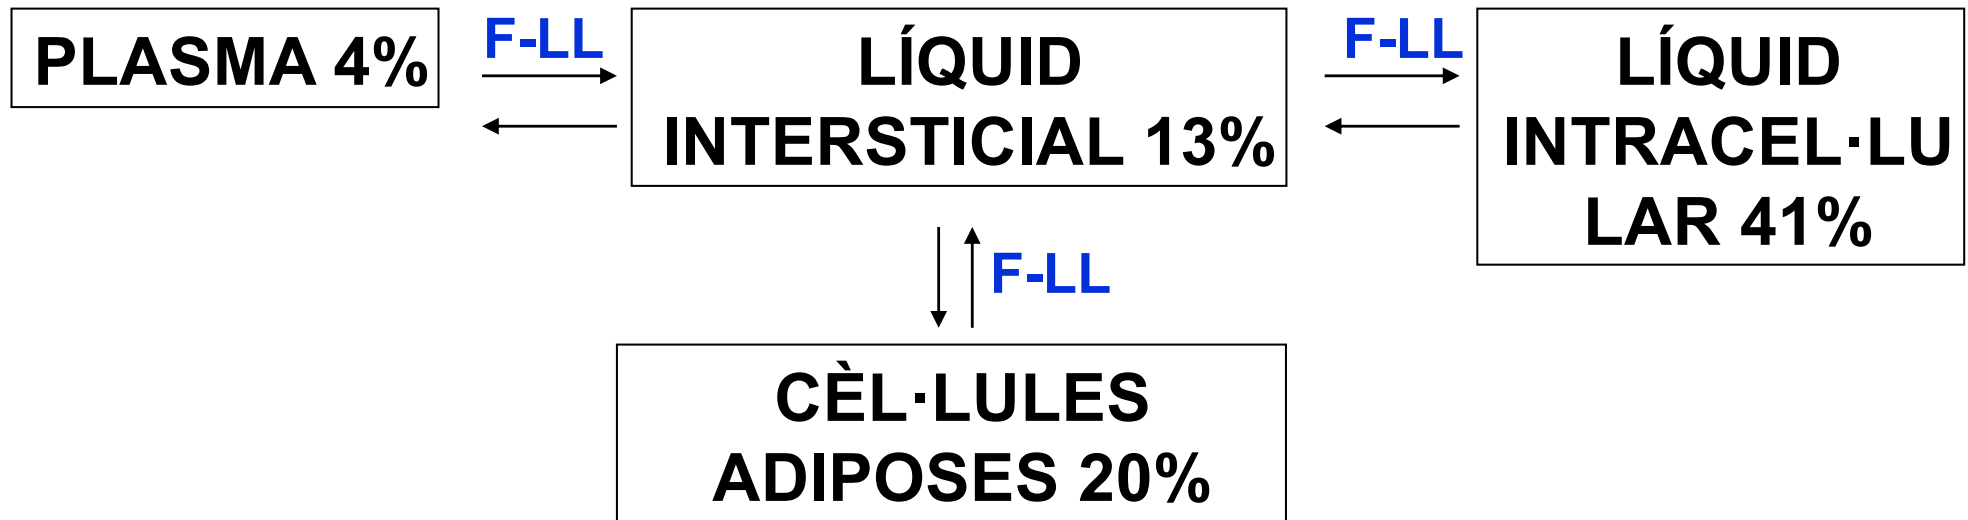 PLASMA 4%
F-LL
LÍQUID
INTERSTICIAL 13%
F-LL
LÍQUID
INTRACEL·LU
LAR 41%
F-LL
CÈL·LULES
ADIPOSES 20%